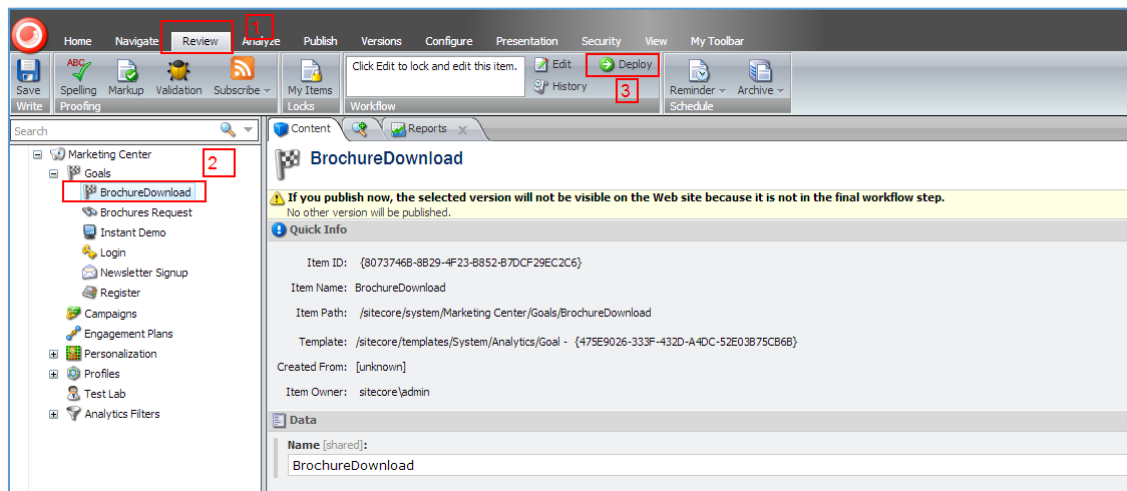 1
Home Navigate Review Analyze Publish Versions Configure Presentation Security View My Toolbar
Click Edit to lock and edit this item.
Edit Deploy
History 3
ABC
Save Spelling Markup Validation Subscribe My Items Reminder Archive
Write Proofing Locks Workflow Schedule
Search
Content Reports x
Marketing Center
2
Goals
BrochureDownload
Brochures Request
Instant Demo
Login
Newsletter Signup
Register
Campaigns
Engagement Plans
Personalization
Profiles
Test Lab
Analytics Filters
BrochureDownload
If you publish now, the selected version will not be visible on the Web site because it is not in the final workflow step.
No other version will be published.
Quick Info
Item ID: {8073746B-8B29-4F23-B852-B7DCF29EC2C6}
Item Name: BrochureDownload
Item Path: /sitecore/system/Marketing Center/Goals/BrochureDownload
Template: /sitecore/templates/System/Analytics/Goal - {475E9026-333F-432D-A4DC-52E03B75CB6B}
Created From: [unknown]
Item Owner: sitecore\admin
Data
Name [shared]:
BrochureDownload